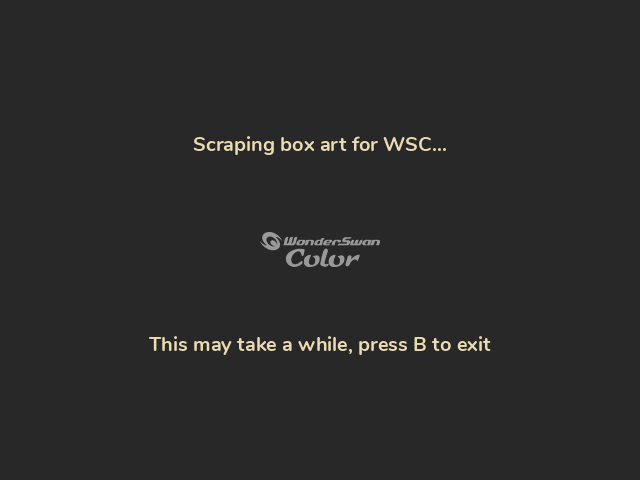 Scraping box art for WSC...
WonderSwan
Color
This may take a while, press B to exit